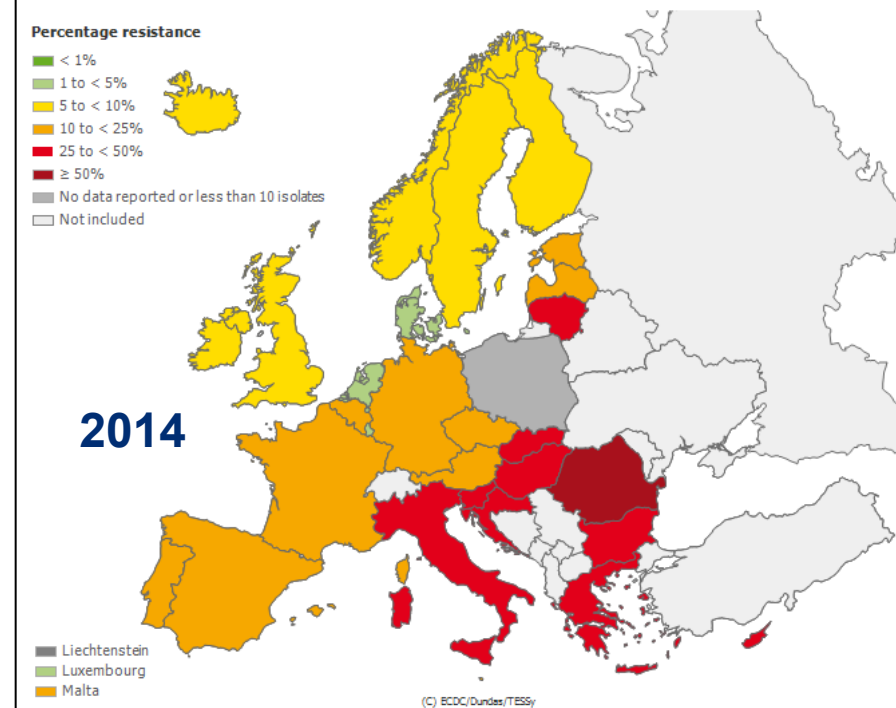 Percentage resistance
< 1%
1 to < 5%
5 to < 10%
10 to < 25%
25 to < 50%
≥ 50%
No data reported or less than 10 isolates
Not included
2014
Liechtenstein
Luxembourg
Malta
(C) ECDC/Dundas/TESSy